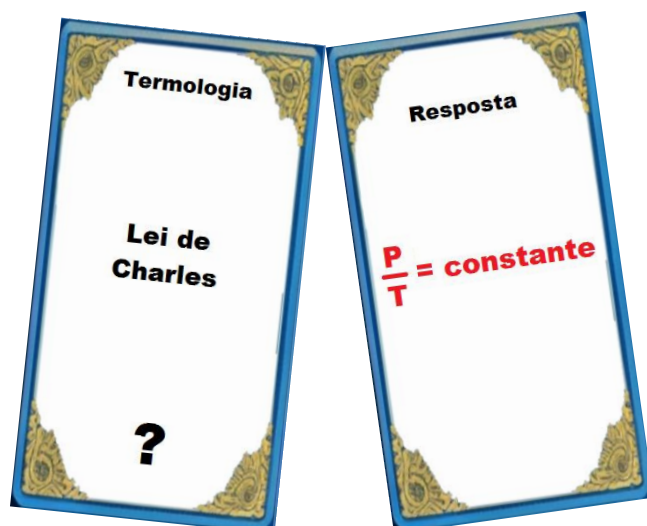 Termologia
Lei de
Charles
?
Resposta
P
T
= constante